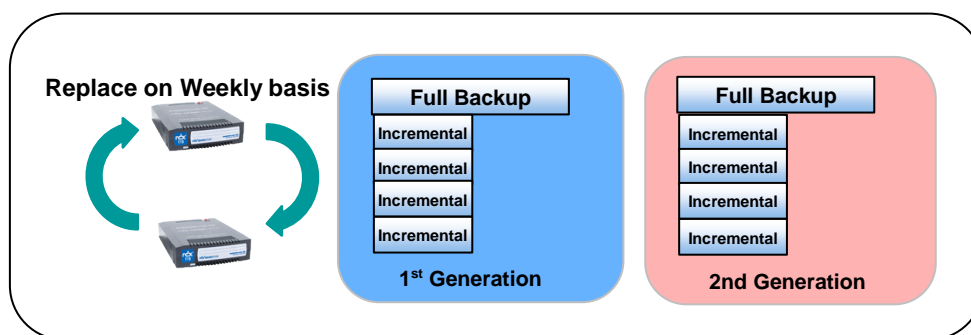 Replace on Weekly basis
Full Backup
Incremental
Incremental
Incremental
Incremental
1st Generation
Full Backup
Incremental
Incremental
Incremental
Incremental
2nd Generation